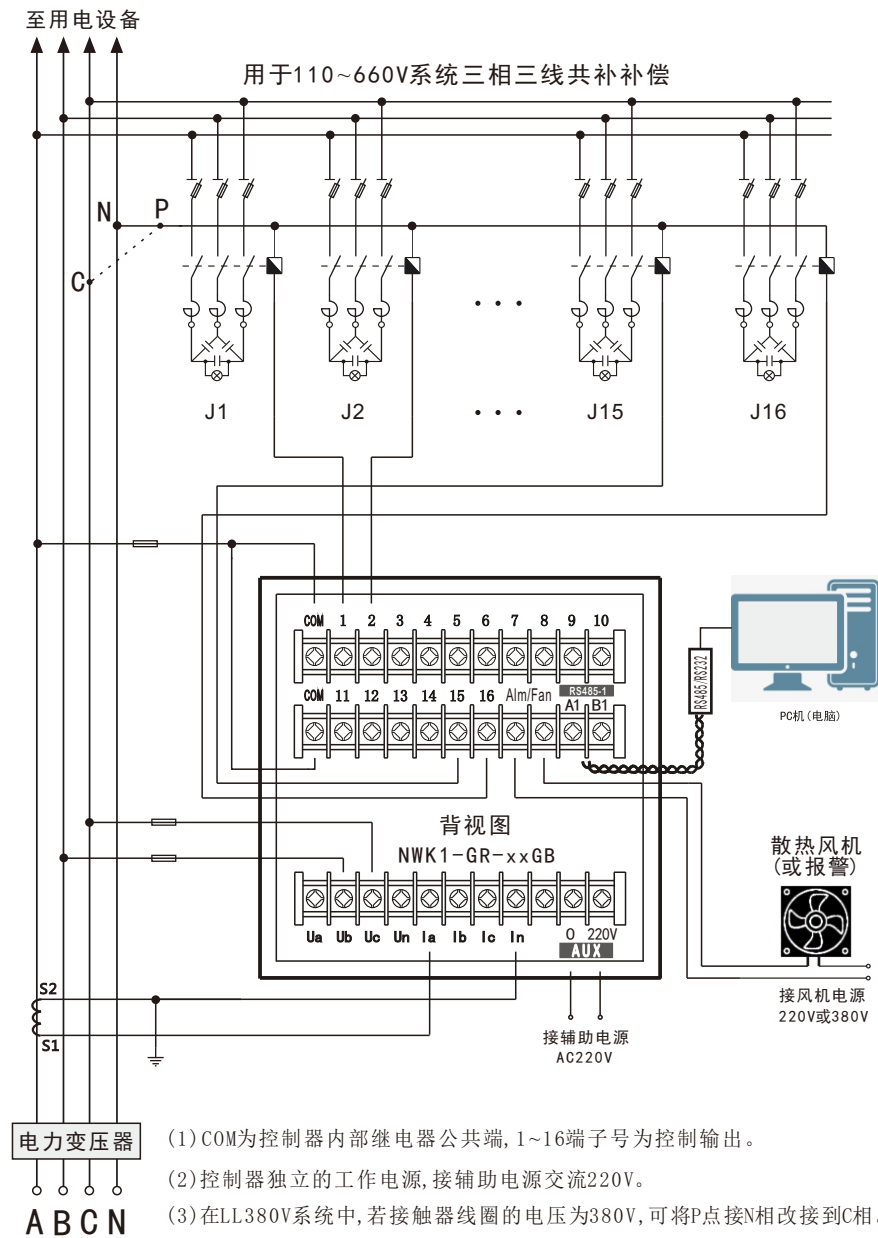 至用电设备
用于110~660V系统三相三线共补补偿
N P
C
J1 J2 ··· J15 J16
COM 1 2 3 4 5 6 7 8 9 10
COM 11 12 13 14 15 16 Alm/Fan RS485-1
A1 B1
RS485/RS232
PC机(电脑)
背视图
NWK1-GR-xxGB
散热风机
(或报警)
Ua Ub Uc Un Ia Ib Ic In 0 220V
AUX
S2
S1
接风机电源
220V或380V
接辅助电源
AC220V
电力变压器
(1)COM为控制器内部继电器公共端,1~16端子号为控制输出。
(2)控制器独立的工作电源,接辅助电源交流220V。
(3)在LL380V系统中,若接触器线圈的电压为380V,可将P点接N相改接到C相。
A B C N